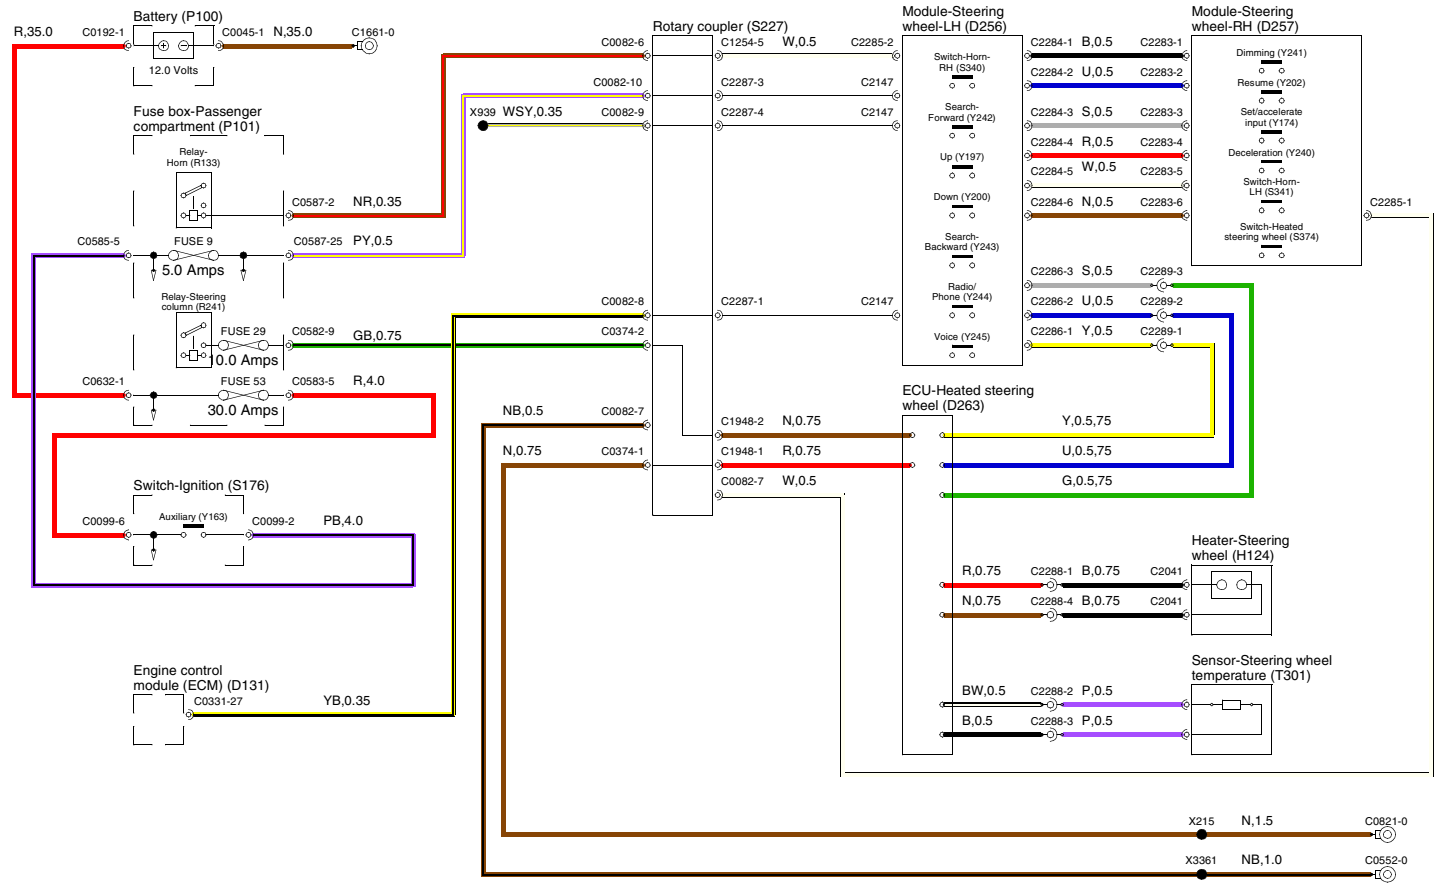 Battery (P100)
R,35.0
C0192-1
C0045-1
N,35.0
C1661-0
12.0 Volts
Fuse box-Passenger
compartment (P101)
Relay-
Horn (R133)
C0587-2
NR,0.35
C0585-5
FUSE 9
5.0 Amps
C0587-25
PY,0.5
Relay-Steering
column (R241)
FUSE 29
10.0 Amps
C0582-9
GB,0.75
C0632-1
FUSE 53
30.0 Amps
C0583-5
R,4.0
Switch-Ignition (S176)
C0099-6
Auxiliary (Y163)
C0099-2
PB,4.0
Engine control
module (ECM) (D131)
C0331-27
YB,0.35
Rotary coupler (S227)
C0082-6
C1254-5
W,0.5
C2285-2
C0082-10
C2287-3
C2147
X939
WSY,0.35
C0082-9
C2287-4
C2147
C0082-8
C2287-1
C2147
C0374-2
NB,0.5
C0082-7
C1948-2
N,0.75
N,0.75
C0374-1
C1948-1
R,0.75
C0082-7
W,0.5
Module-Steering
wheel-LH (D256)
Switch-Horn-
RH (S340)
Search-
Forward (Y242)
Up (Y197)
Down (Y200)
Search-
Backward (Y243)
Radio/
Phone (Y244)
Voice (Y245)
C2284-1
B,0.5
C2283-1
C2284-2
U,0.5
C2283-2
C2284-3
S,0.5
C2283-3
C2284-4
R,0.5
C2283-4
C2284-5
W,0.5
C2283-5
C2284-6
N,0.5
C2283-6
C2286-3
S,0.5
C2289-3
C2286-2
U,0.5
C2289-2
C2286-1
Y,0.5
C2289-1
Module-Steering
wheel-RH (D257)
Dimming (Y241)
Resume (Y202)
Set/accelerate
input (Y174)
Deceleration (Y240)
Switch-Horn-
LH (S341)
Switch-Heated
steering wheel (S374)
C2285-1
ECU-Heated steering
wheel (D263)
Y,0.5,75
U,0.5,75
G,0.5,75
R,0.75
C2288-1
B,0.75
C2041
N,0.75
C2288-4
B,0.75
C2041
Heater-Steering
wheel (H124)
BW,0.5
C2288-2
P,0.5
B,0.5
C2288-3
P,0.5
Sensor-Steering wheel
temperature (T301)
X215
N,1.5
C0821-0
X3361
NB,1.0
C0552-0